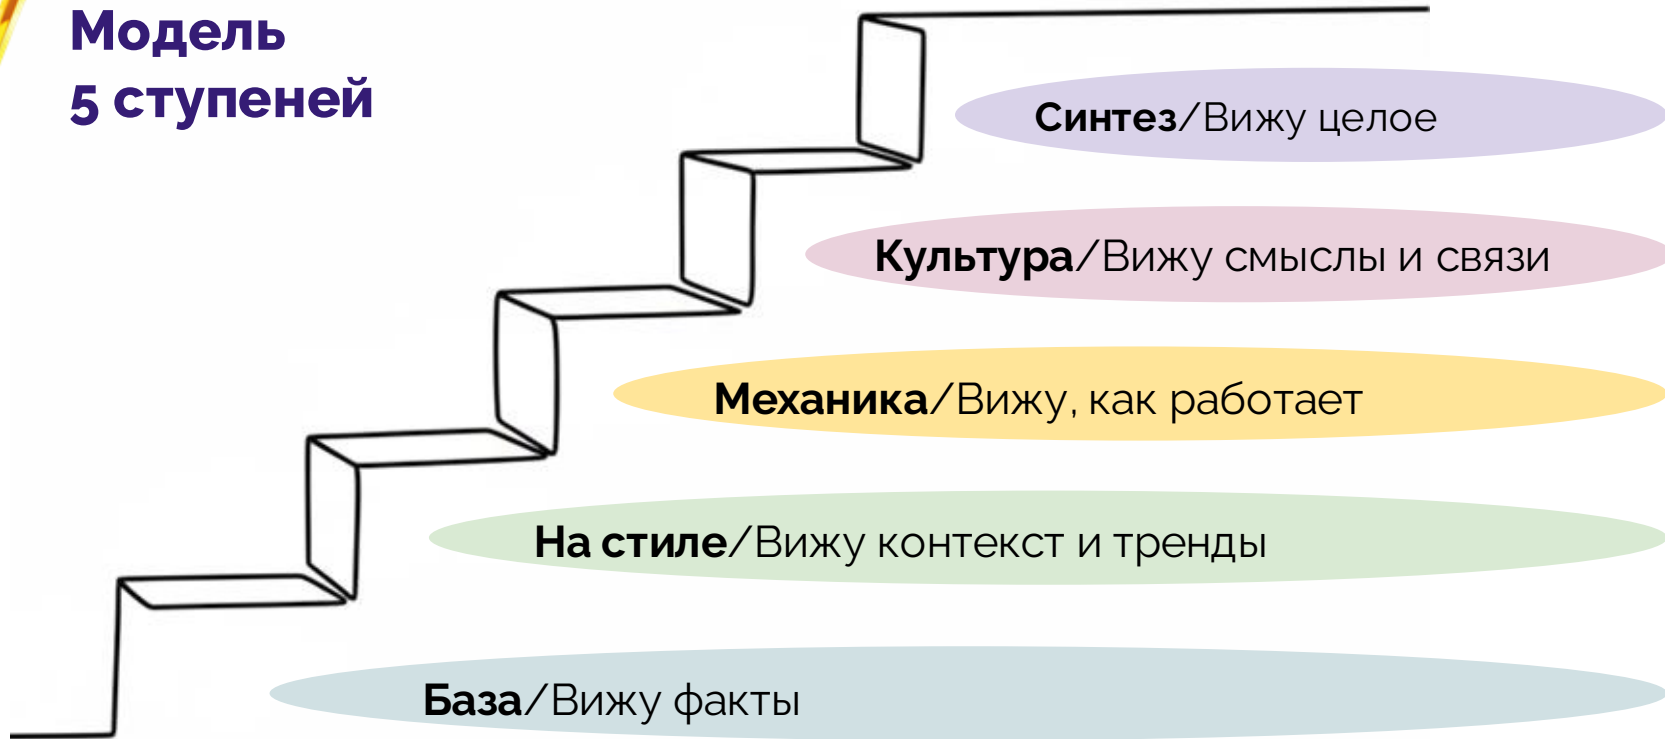 Модель
5 ступеней
Синтез/Вижу целое
Культура/Вижу смыслы и связи
Механика/Вижу, как работает
На стиле/Вижу контекст и тренды
База/Вижу факты